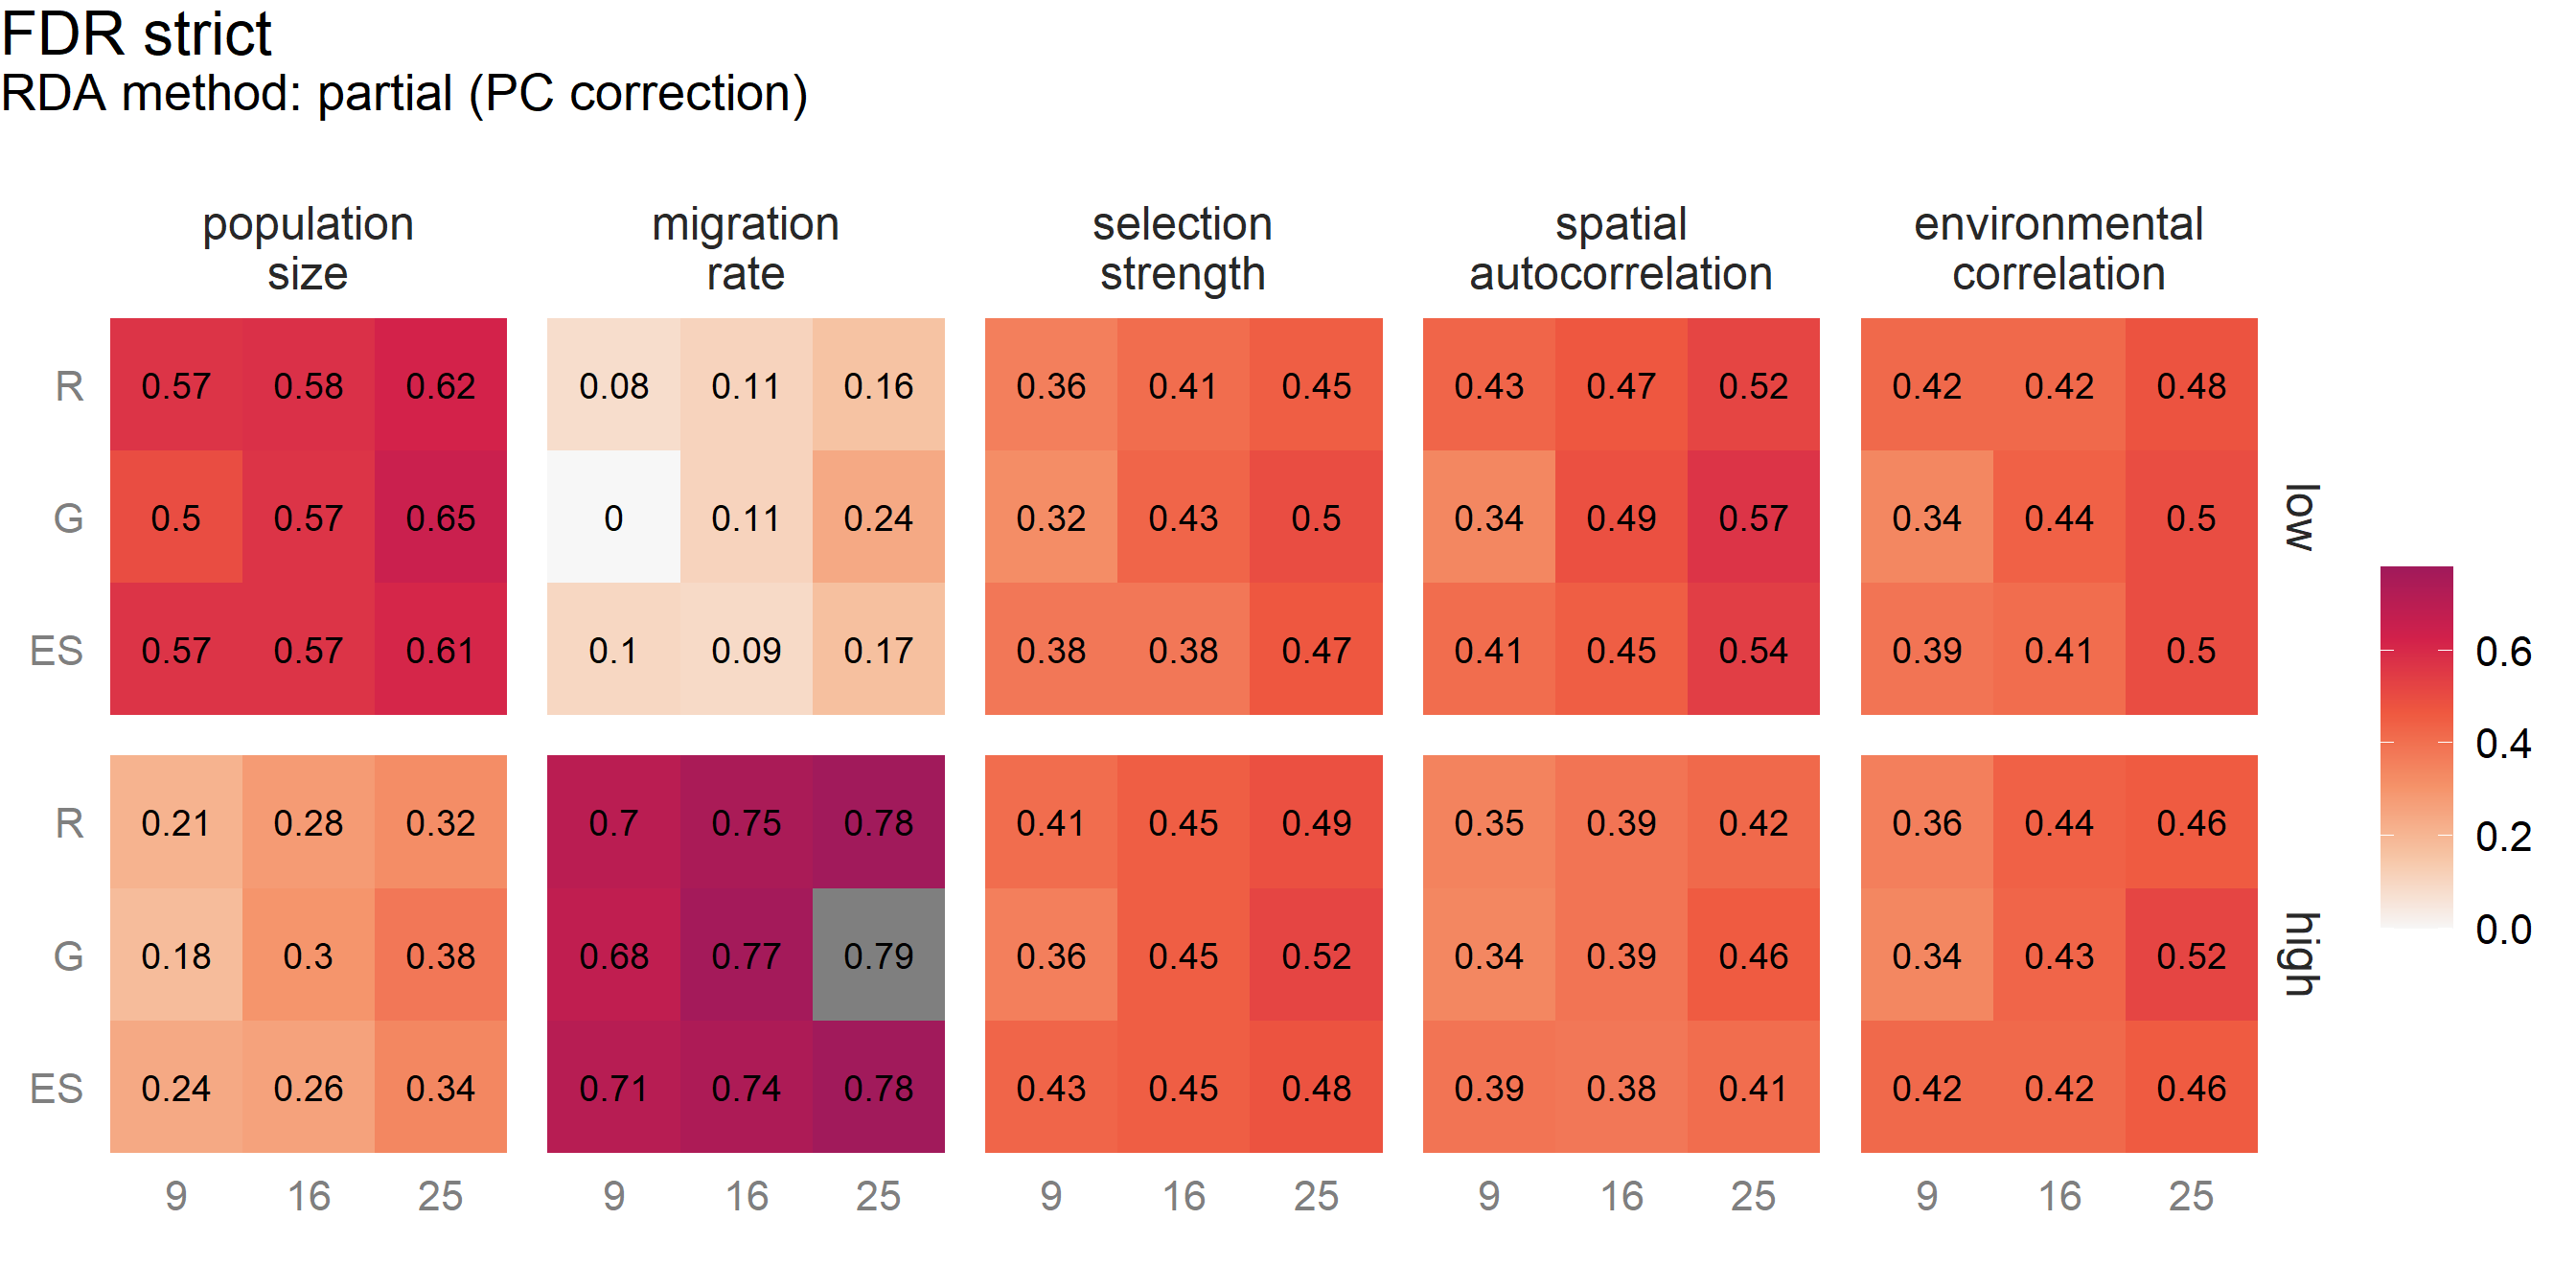 FDR strict
RDA method: partial (PC correction)
population
size
migration
rate
selection
strength
spatial
autocorrelation
environmental
correlation
R 0.57 0.58 0.62 0.08 0.11 0.16 0.36 0.41 0.45 0.43 0.47 0.52 0.42 0.42 0.48
G 0.5 0.57 0.65 0 0.11 0.24 0.32 0.43 0.5 0.34 0.49 0.57 0.34 0.44 0.5
ES 0.57 0.57 0.61 0.1 0.09 0.17 0.38 0.38 0.47 0.41 0.45 0.54 0.39 0.41 0.5
low
R 0.21 0.28 0.32 0.7 0.75 0.78 0.41 0.45 0.49 0.35 0.39 0.42 0.36 0.44 0.46
G 0.18 0.3 0.38 0.68 0.77 0.79 0.36 0.45 0.52 0.34 0.39 0.46 0.34 0.43 0.52
ES 0.24 0.26 0.34 0.71 0.74 0.78 0.43 0.45 0.48 0.39 0.38 0.41 0.42 0.42 0.46
high
9 16 25 9 16 25 9 16 25 9 16 25 9 16 25
0.6
0.4
0.2
0.0